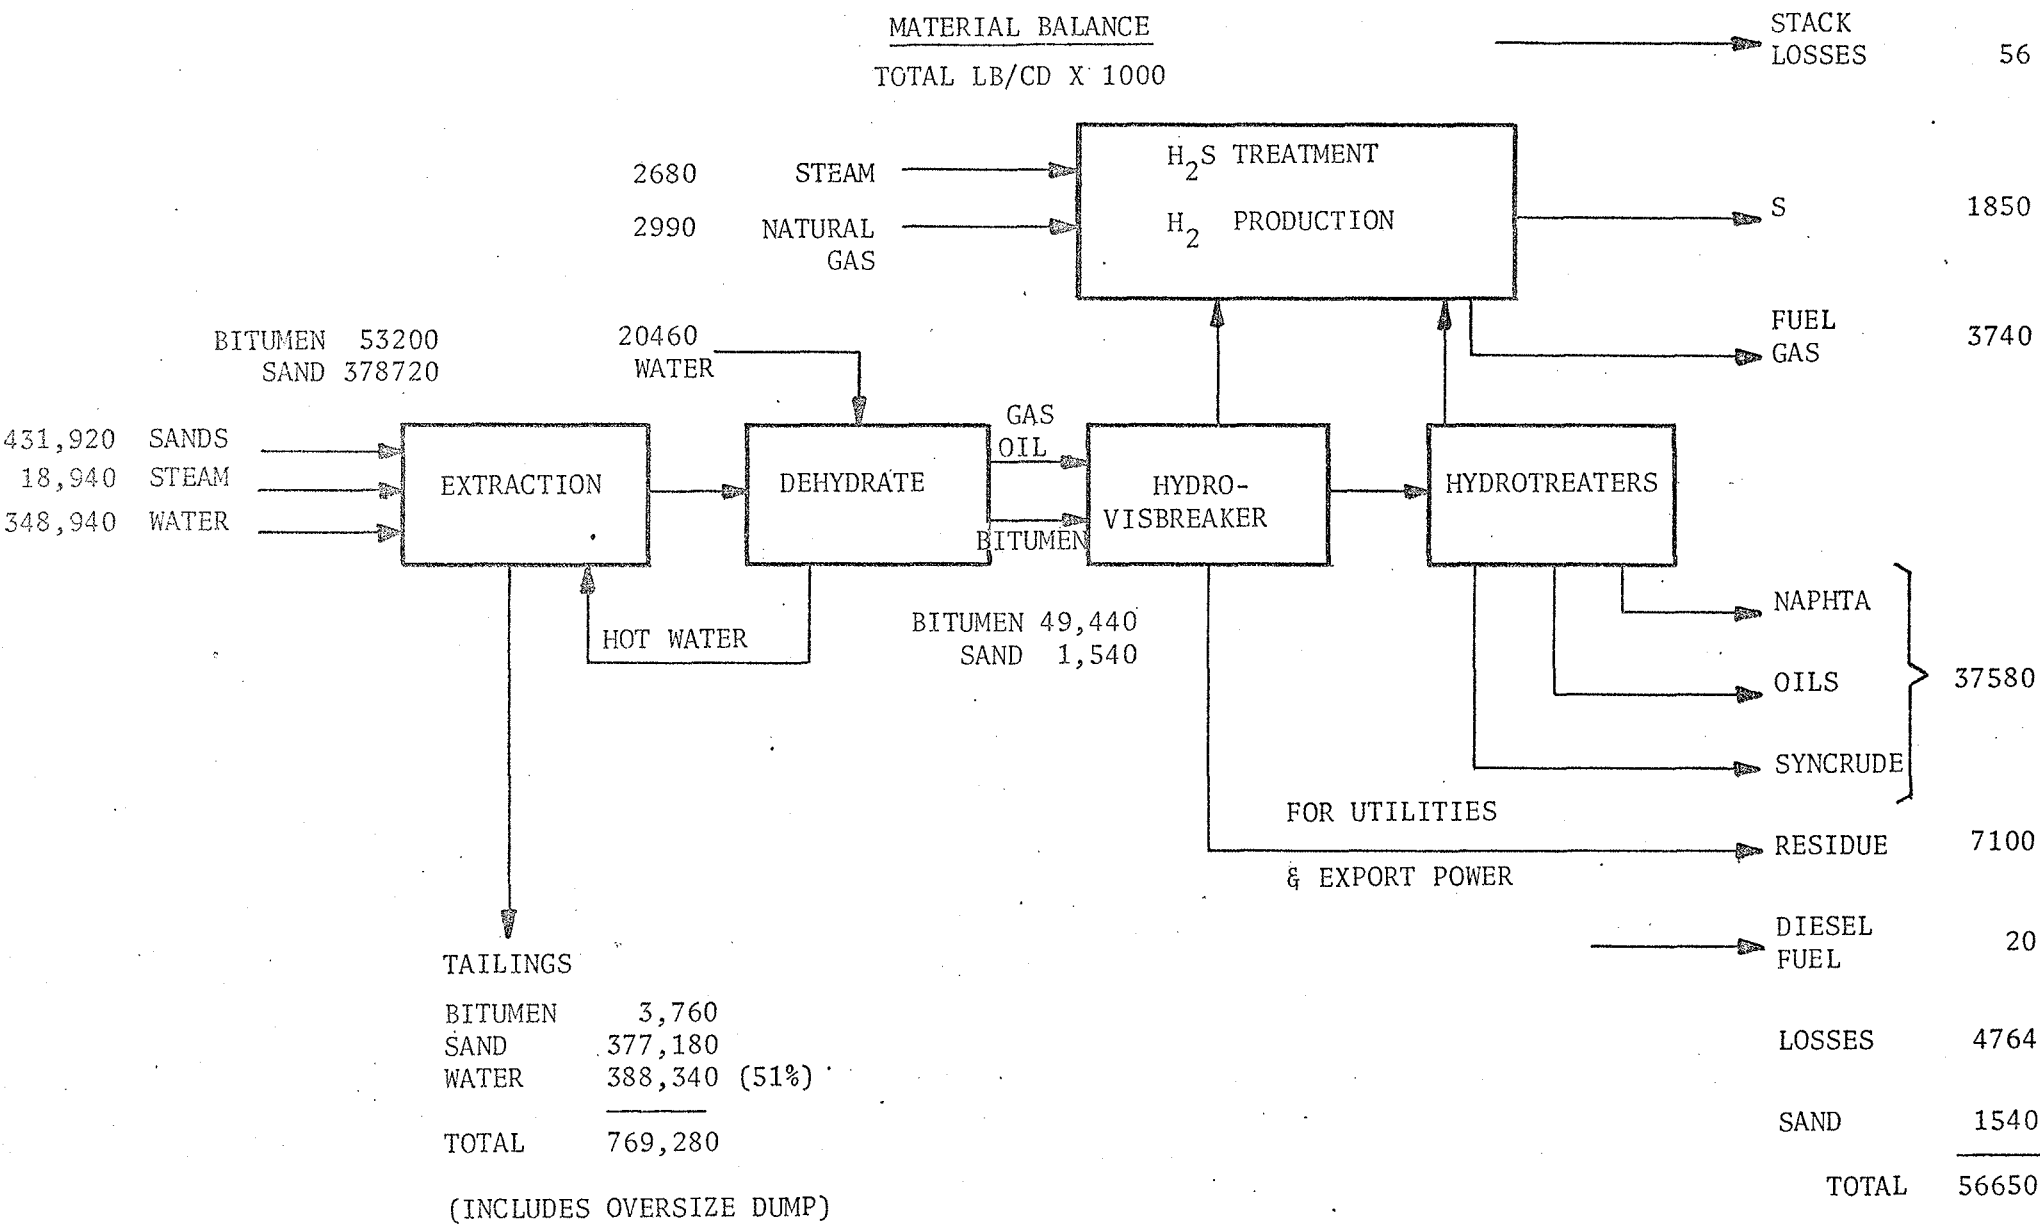 MATERIAL BALANCE
TOTAL LB/CD X 1000
STACK
LOSSES 56
2680 STEAM
2990 NATURAL
GAS
H2S TREATMENT
H2 PRODUCTION
S 1850
FUEL
GAS 3740
BITUMEN 53200
SAND 378720
20460
WATER
431,920 SANDS
18,940 STEAM
348,940 WATER
EXTRACTION
DEHYDRATE
GAS
OIL
BITUMEN
HYDRO-
VISBREAKER
HYDROTREATERS
HOT WATER
BITUMEN 49,440
SAND 1,540
NAPHTA
OILS
SYNCRUDE
37580
FOR UTILITIES
& EXPORT POWER
RESIDUE 7100
DIESEL
FUEL 20
LOSSES 4764
SAND 1540
TOTAL 56650
TAILINGS
BITUMEN 3,760
SAND 377,180
WATER 388,340 (51%)
TOTAL 769,280
(INCLUDES OVERSIZE DUMP)